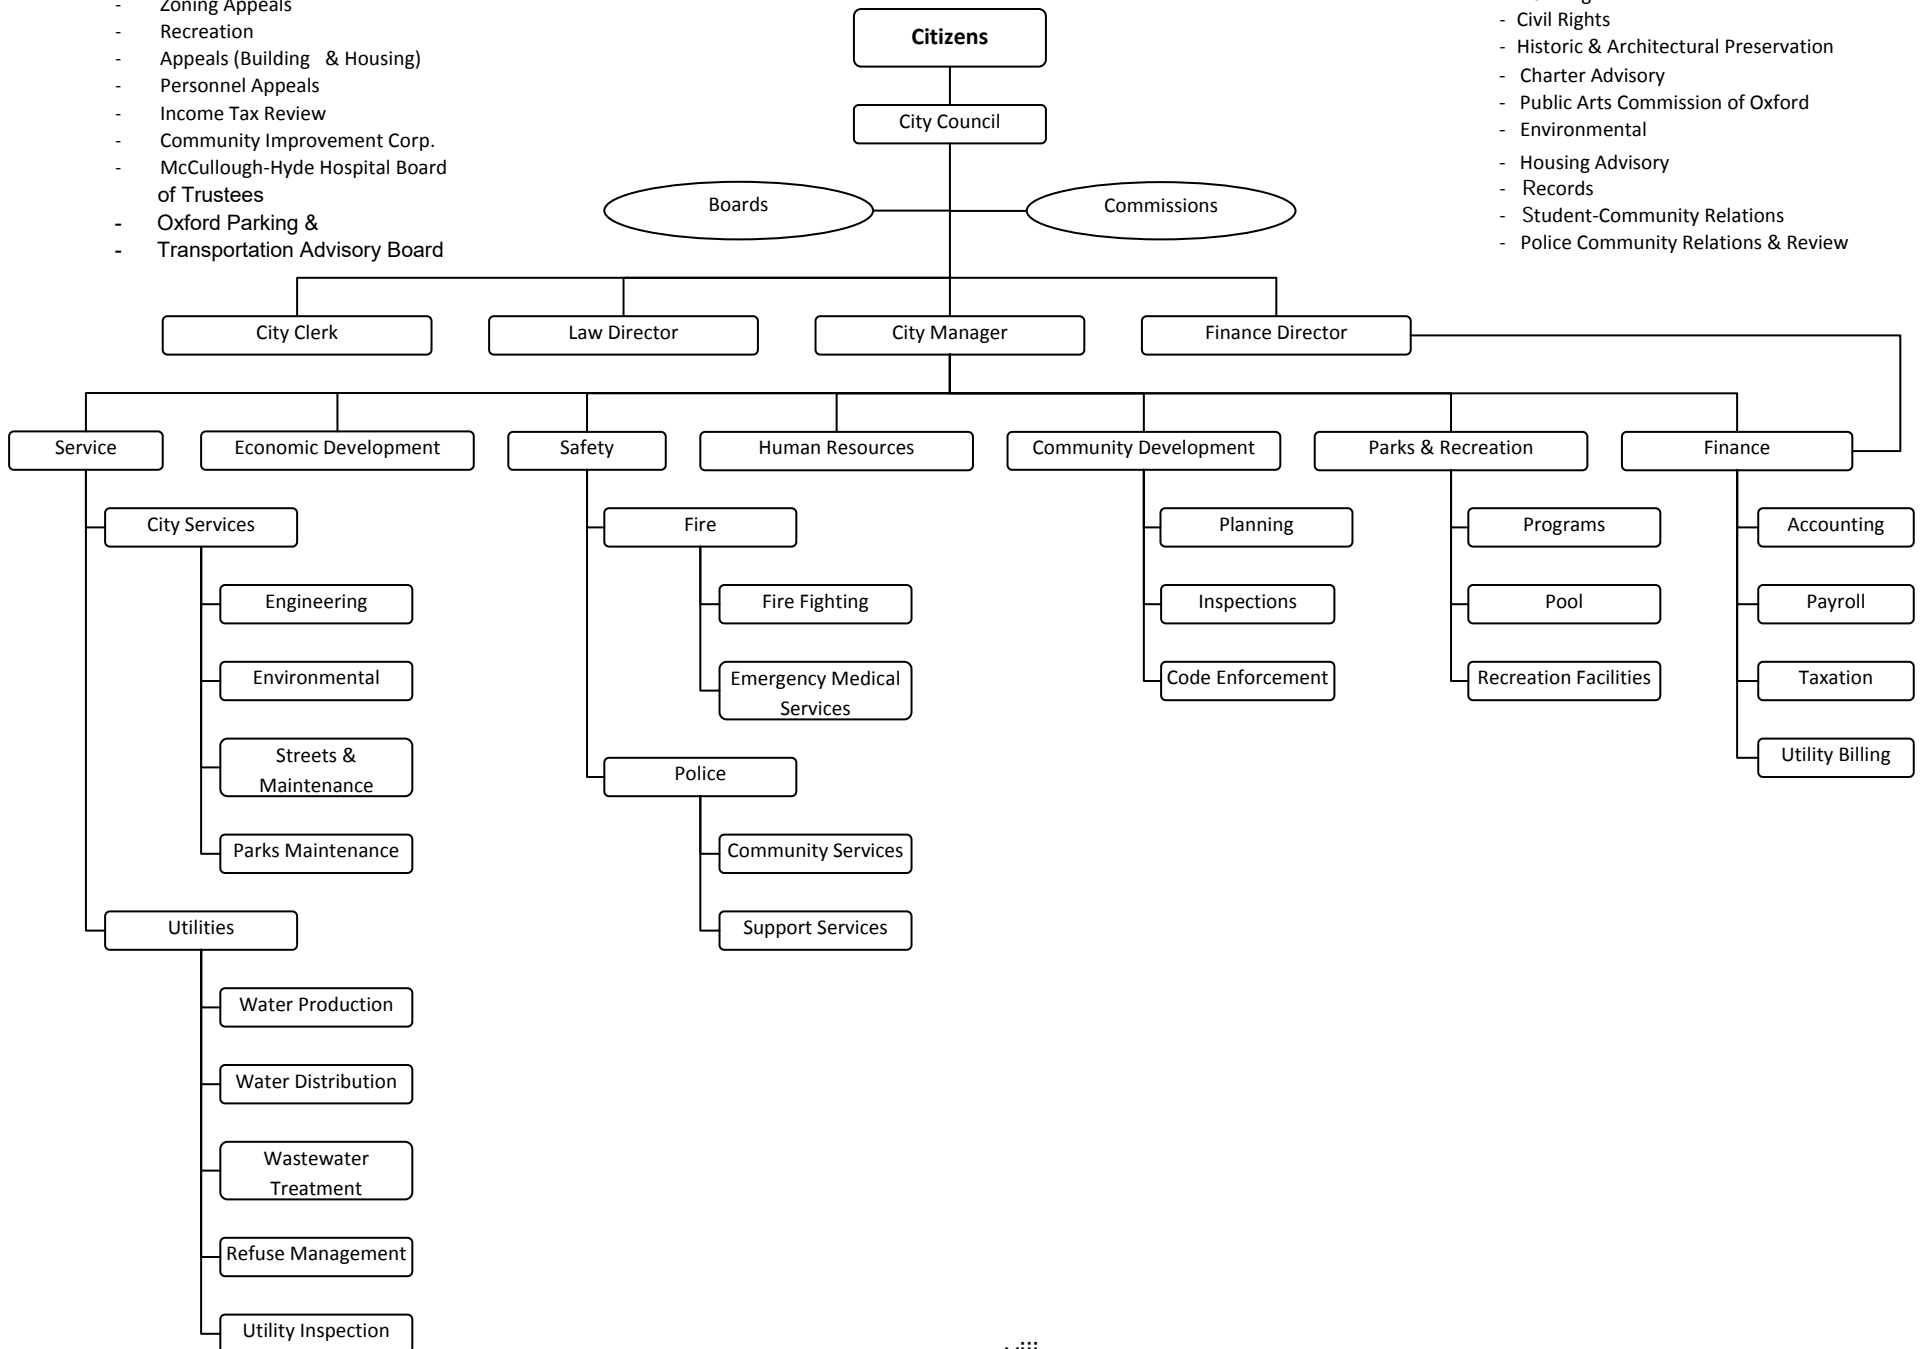 - Zoning Appeals
- Recreation
- Appeals (Building & Housing)
- Personnel Appeals
- Income Tax Review
- Community Improvement Corp.
- McCullough-Hyde Hospital Board
of Trustees
- Oxford Parking &
- Transportation Advisory Board
Citizens
City Council
Boards
Commissions
- Civil Rights
- Historic & Architectural Preservation
- Charter Advisory
- Public Arts Commission of Oxford
- Environmental
- Housing Advisory
- Records
- Student-Community Relations
- Police Community Relations & Review
City Clerk
Law Director
City Manager
Finance Director
Service
Economic Development
Safety
Human Resources
Community Development
Parks & Recreation
Finance
City Services
Engineering
Environmental
Streets &
Maintenance
Parks Maintenance
Utilities
Water Production
Water Distribution
Wastewater
Treatment
Refuse Management
Utility Inspection
Fire
Fire Fighting
Emergency Medical
Services
Police
Community Services
Support Services
Planning
Inspections
Code Enforcement
Programs
Pool
Recreation Facilities
Accounting
Payroll
Taxation
Utility Billing
viii